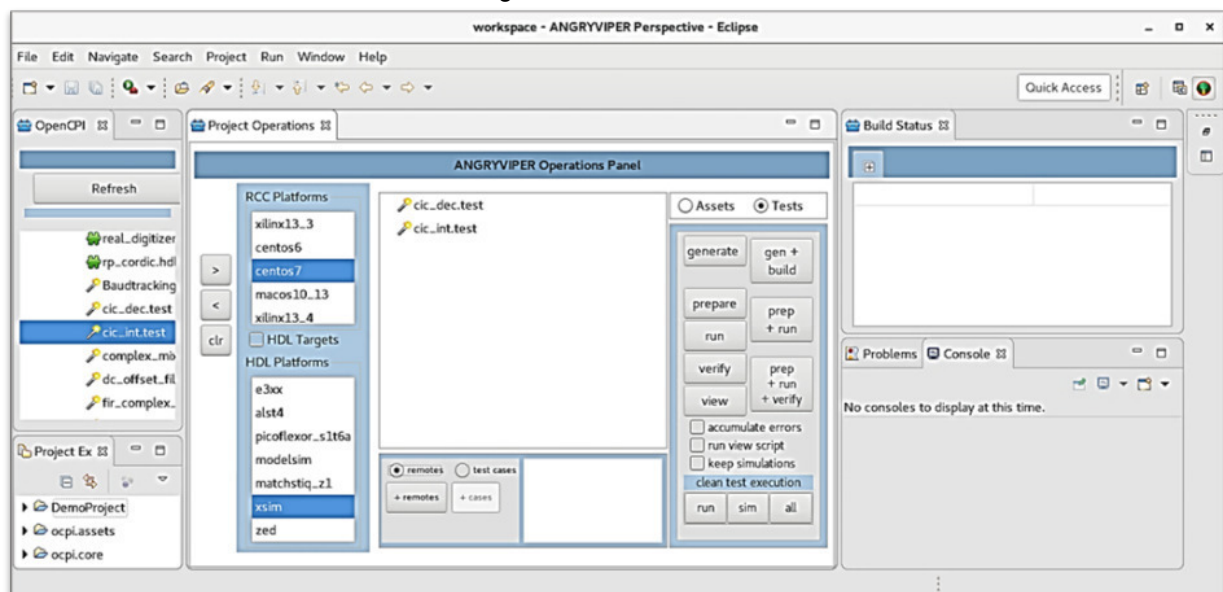 workspace - ANGRYVIPER Perspective - Eclipse
File Edit Navigate Search Project Run Window Help
Quick Access
OpenCPI
Refresh
real_digitizer
rp_cordic.hdl
Baudtracking
cic_dec.test
cic_int.test
complex_mix
dc_offset_fil
fir_complex_
Project Ex
DemoProject
ocpi.assets
ocpi.core
Project Operations
ANGRYVIPER Operations Panel
>
<
clr
RCC Platforms
xilinx13_3
centos6
centos7
macos10_13
xilinx13_4
HDL Targets
HDL Platforms
e3xx
alst4
picoflexor_s1t6a
modelsim
matchstiq_z1
xsim
zed
cic_dec.test
cic_int.test
remotes test cases
+ remotes + cases
Assets Tests
generate
gen +
build
prepare
prep
+ run
run
verify
prep
+ run
+ verify
view
accumulate errors
run view script
keep simulations
clean test execution
run sim all
Build Status
Problems Console
No consoles to display at this time.